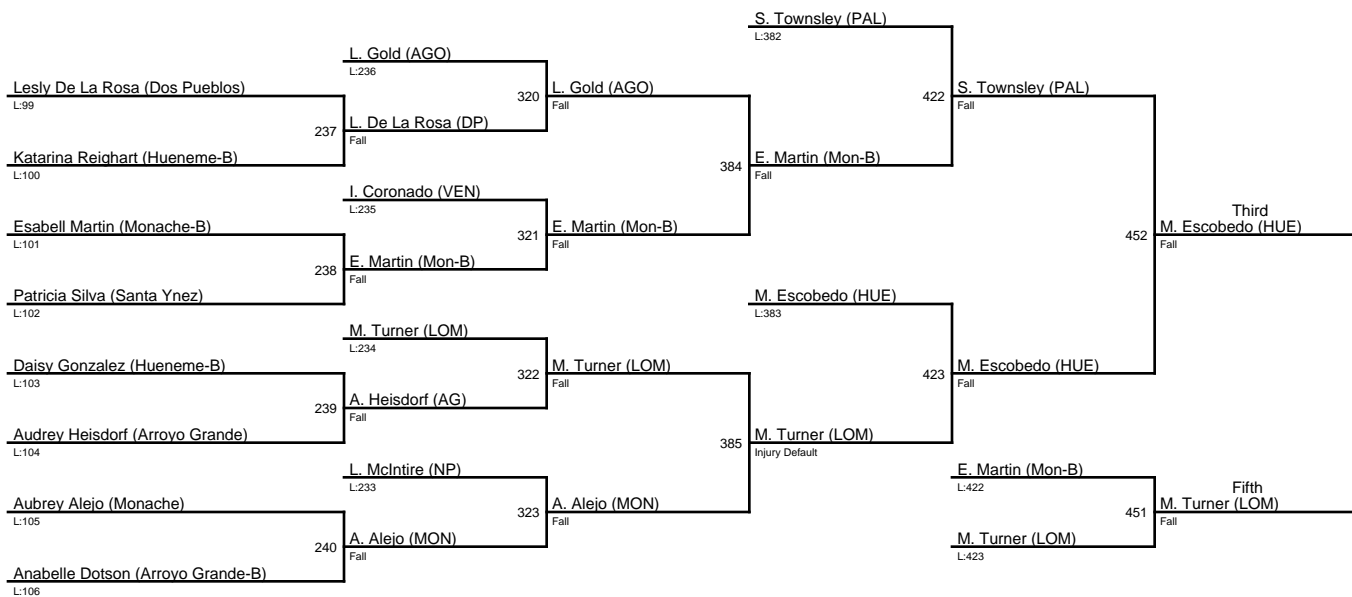 S. Townsley (PAL)
L:382
L. Gold (AGO)
L:236
Lesly De La Rosa (Dos Pueblos)
L:99
320
L. Gold (AGO)
Fall
422
S. Townsley (PAL)
Fall
237
L. De La Rosa (DP)
Fall
Katarina Reighart (Hueneme-B)
L:100
384
E. Martin (Mon-B)
Fall
I. Coronado (VEN)
L:235
Esabell Martin (Monache-B)
L:101
321
E. Martin (Mon-B)
Fall
452
Third
M. Escobedo (HUE)
Fall
238
E. Martin (Mon-B)
Fall
Patricia Silva (Santa Ynez)
L:102
M. Escobedo (HUE)
L:383
M. Turner (LOM)
L:234
Daisy Gonzalez (Hueneme-B)
L:103
322
M. Turner (LOM)
Fall
423
M. Escobedo (HUE)
Fall
239
A. Heisdorf (AG)
Fall
Audrey Heisdorf (Arroyo Grande)
L:104
385
M. Turner (LOM)
Injury Default
L. McIntire (NP)
L:233
E. Martin (Mon-B)
L:422
Aubrey Alejo (Monache)
L:105
323
A. Alejo (MON)
Fall
451
Fifth
M. Turner (LOM)
Fall
240
A. Alejo (MON)
Fall
M. Turner (LOM)
L:423
Anabelle Dotson (Arroyo Grande-B)
L:106